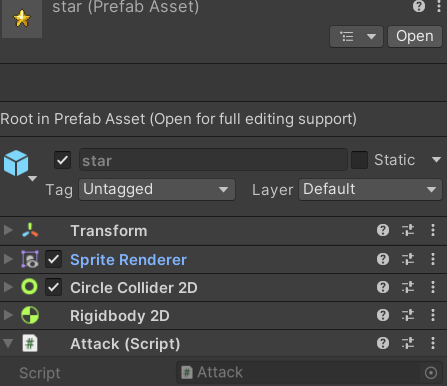 star (Prefab Asset)
Open
Root in Prefab Asset (Open for full editing support)
star Static
Tag Untagged Layer Default
Transform
Sprite Renderer
Circle Collider 2D
Rigidbody 2D
# Attack (Script)
Script # Attack